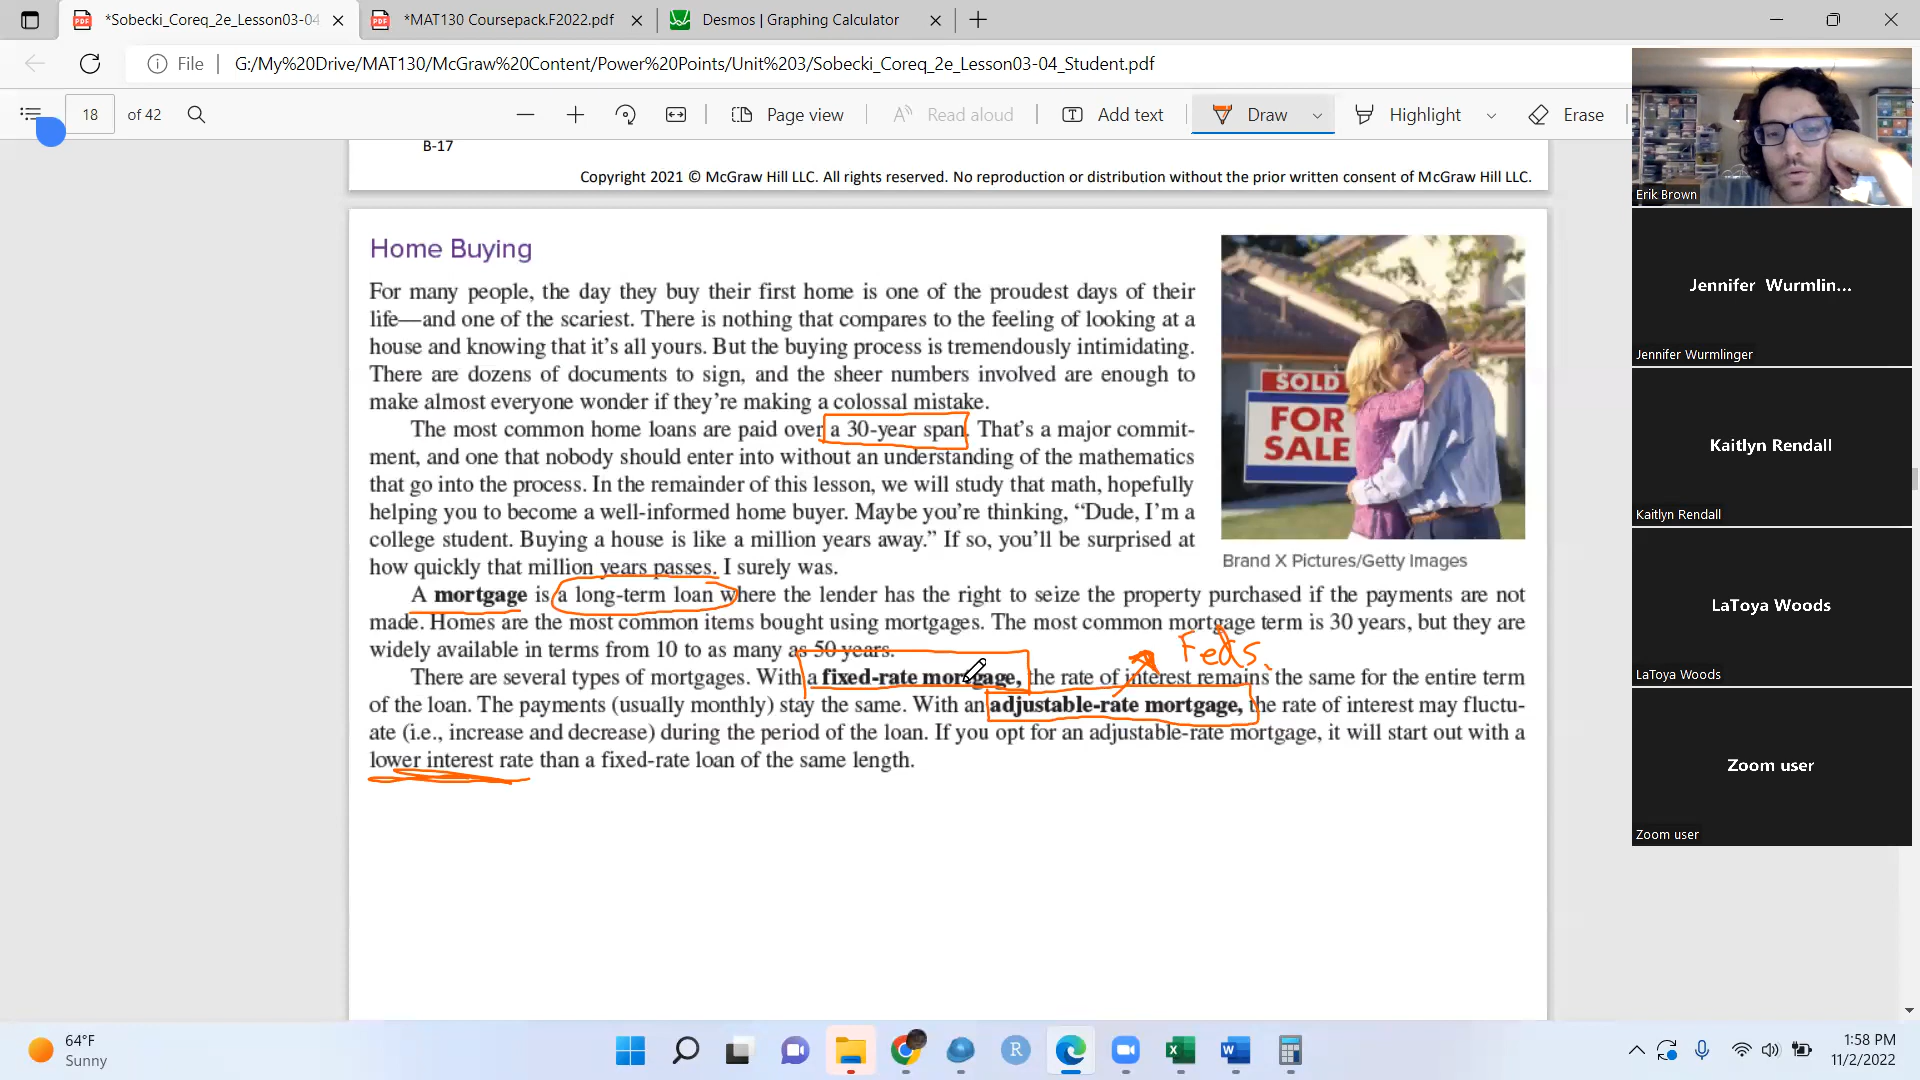 *Sobecki_Coreq_2e_Lesson03-04
*MAT130 Coursepack.F2022.pdf
Desmos | Graphing Calculator
File
G:/My%20Drive/MAT130/McGraw%20Content/Power%20Points/Unit%203/Sobecki_Coreq_2e_Lesson03-04_Student.pdf
18 of 42
Page view
Read aloud
Add text
Draw
Highlight
Erase
B-17
Copyright 2021 © McGraw Hill LLC. All rights reserved. No reproduction or distribution without the prior written consent of McGraw Hill LLC.
Home Buying
For many people, the day they buy their first home is one of the proudest days of their
life—and one of the scariest. There is nothing that compares to the feeling of looking at a
house and knowing that it's all yours. But the buying process is tremendously intimidating.
There are dozens of documents to sign, and the sheer numbers involved are enough to
make almost everyone wonder if they're making a colossal mistake.
The most common home loans are paid over a 30-year span. That's a major commit-
ment, and one that nobody should enter into without an understanding of the mathematics
that go into the process. In the remainder of this lesson, we will study that math, hopefully
helping you to become a well-informed home buyer. Maybe you're thinking, “Dude, I'm a
college student. Buying a house is like a million years away.” If so, you'll be surprised at
how quickly that million years passes. I surely was.
SOLD
FOR
SALE
Brand X Pictures/Getty Images
A mortgage is a long-term loan where the lender has the right to seize the property purchased if the payments are not
made. Homes are the most common items bought using mortgages. The most common mortgage term is 30 years, but they are
widely available in terms from 10 to as many as 50 years.
Feds.
There are several types of mortgages. With a fixed-rate mortgage, the rate of interest remains the same for the entire term
of the loan. The payments (usually monthly) stay the same. With an adjustable-rate mortgage, the rate of interest may fluctu-
ate (i.e., increase and decrease) during the period of the loan. If you opt for an adjustable-rate mortgage, it will start out with a
lower interest rate than a fixed-rate loan of the same length.
Erik Brown
Jennifer Wurmlin...
Jennifer Wurmlinger
Kaitlyn Rendall
Kaitlyn Rendall
LaToya Woods
LaToya Woods
Zoom user
Zoom user
64°F
Sunny
1:58 PM
11/2/2022